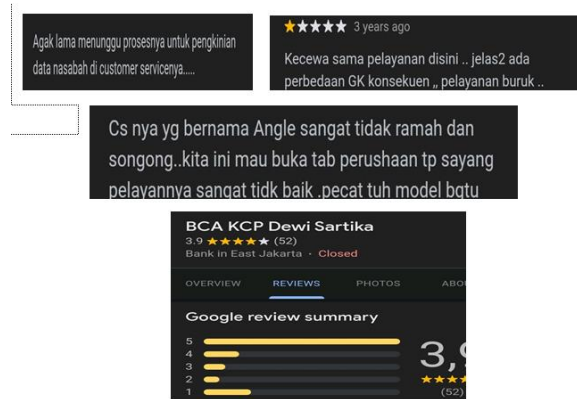 Agak lama menunggu prosesnya untuk pengkinian
data nasabah di customer servicenya.....
3 years ago
Kecewa sama pelayanan disini .. jelas2 ada
perbedaan GK konsekuen ,, pelayanan buruk ..
Cs nya yg bernama Angle sangat tidak ramah dan
songong..kita ini mau buka tab perushaan tp sayang
pelayannya sangat tidk baik .pecat tuh model bgtu
BCA KCP Dewi Sartika
3.9 (52)
Bank in East Jakarta · Closed
OVERVIEW REVIEWS PHOTOS ABOU
Google review summary
5
4
3
2
1
3,9
(52)